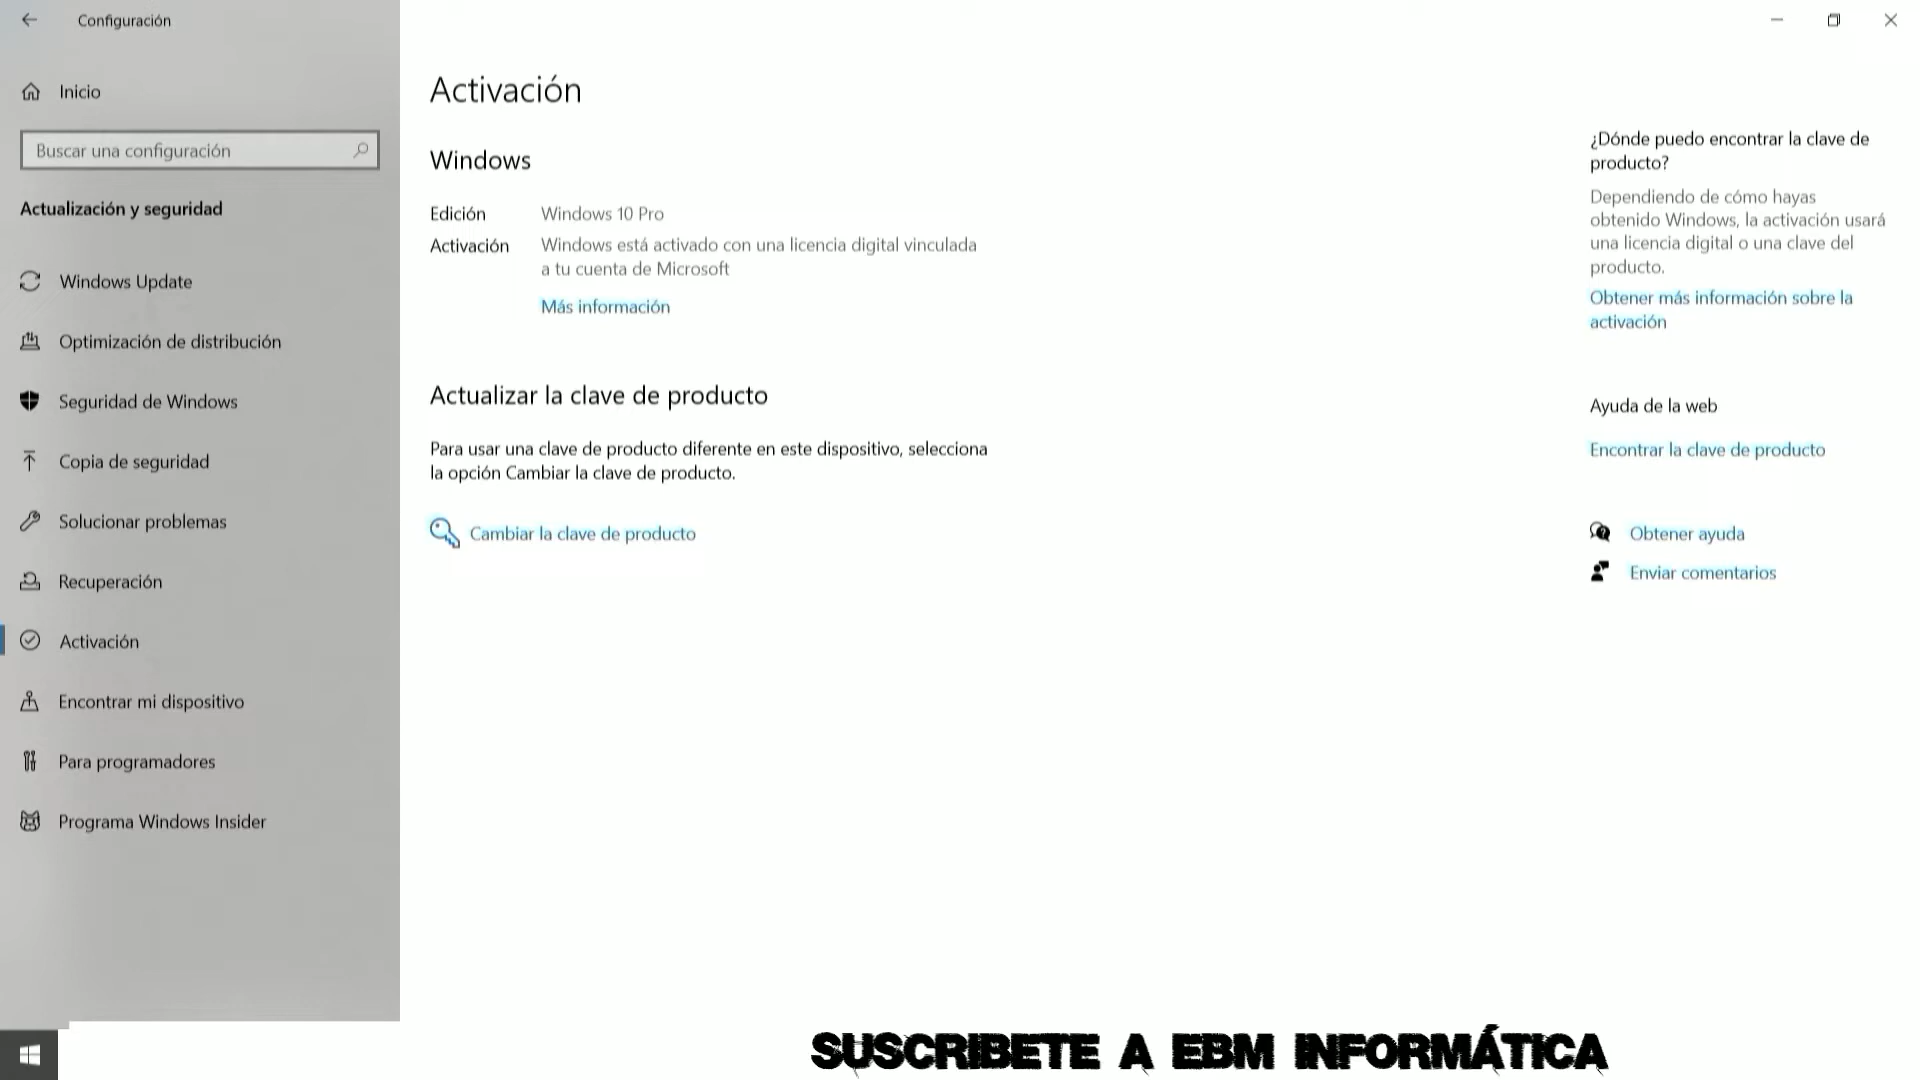 Configuración
Inicio
Buscar una configuración
Actualización y seguridad
Windows Update
Optimización de distribución
Seguridad de Windows
Copia de seguridad
Solucionar problemas
Recuperación
Activación
Encontrar mi dispositivo
Para programadores
Programa Windows Insider
Activación
Windows
Edición Windows 10 Pro
Activación Windows está activado con una licencia digital vinculada
a tu cuenta de Microsoft
Más información
Actualizar la clave de producto
Para usar una clave de producto diferente en este dispositivo, selecciona
la opción Cambiar la clave de producto.
Cambiar la clave de producto
¿Dónde puedo encontrar la clave de
producto?
Dependiendo de cómo hayas
obtenido Windows, la activación usará
una licencia digital o una clave del
producto.
Obtener más información sobre la
activación
Ayuda de la web
Encontrar la clave de producto
Obtener ayuda
Enviar comentarios
SUSCRIBETE A EBM INFORMÁTICA